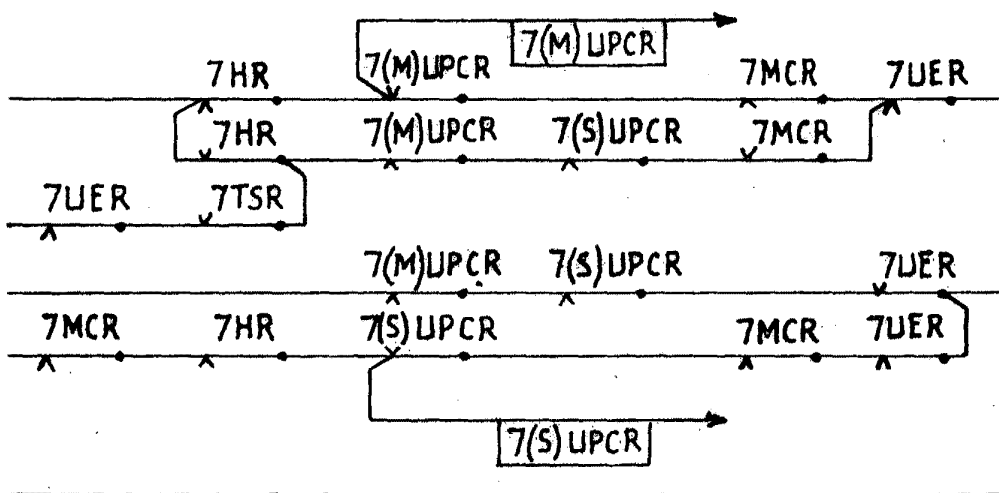 7(M)UPCR
7HR 7(M)UPCR 7MCR 7UER
7HR 7(M)UPCR 7(S)UPCR 7MCR
7UER 7TSR
7(M)UPCR 7(S)UPCR 7UER
7MCR 7HR 7(S)UPCR 7MCR 7UER
7(S)UPCR